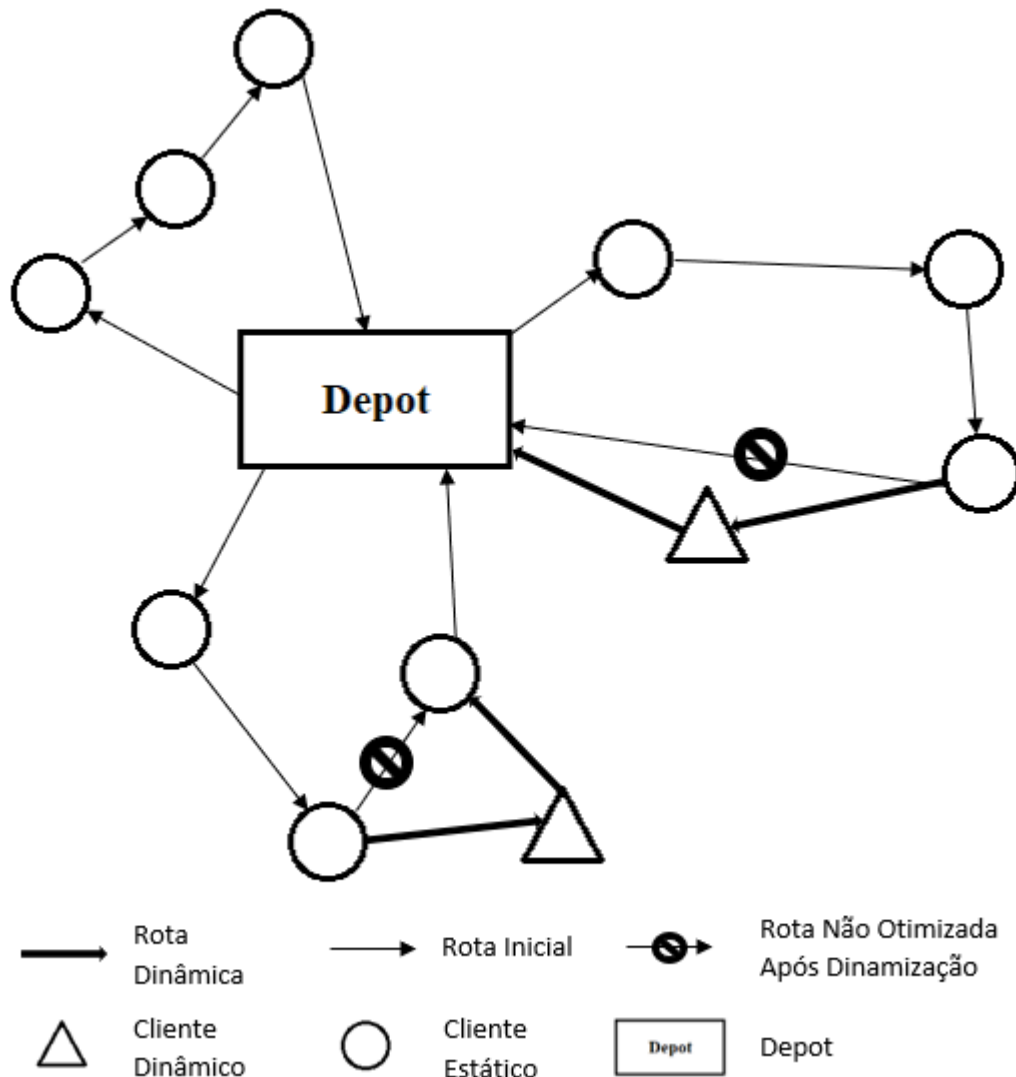 Depot
Rota
Dinâmica
Rota Inicial
Rota Não Otimizada
Após Dinamização
Cliente
Dinâmico
Cliente
Estático
Depot
Depot